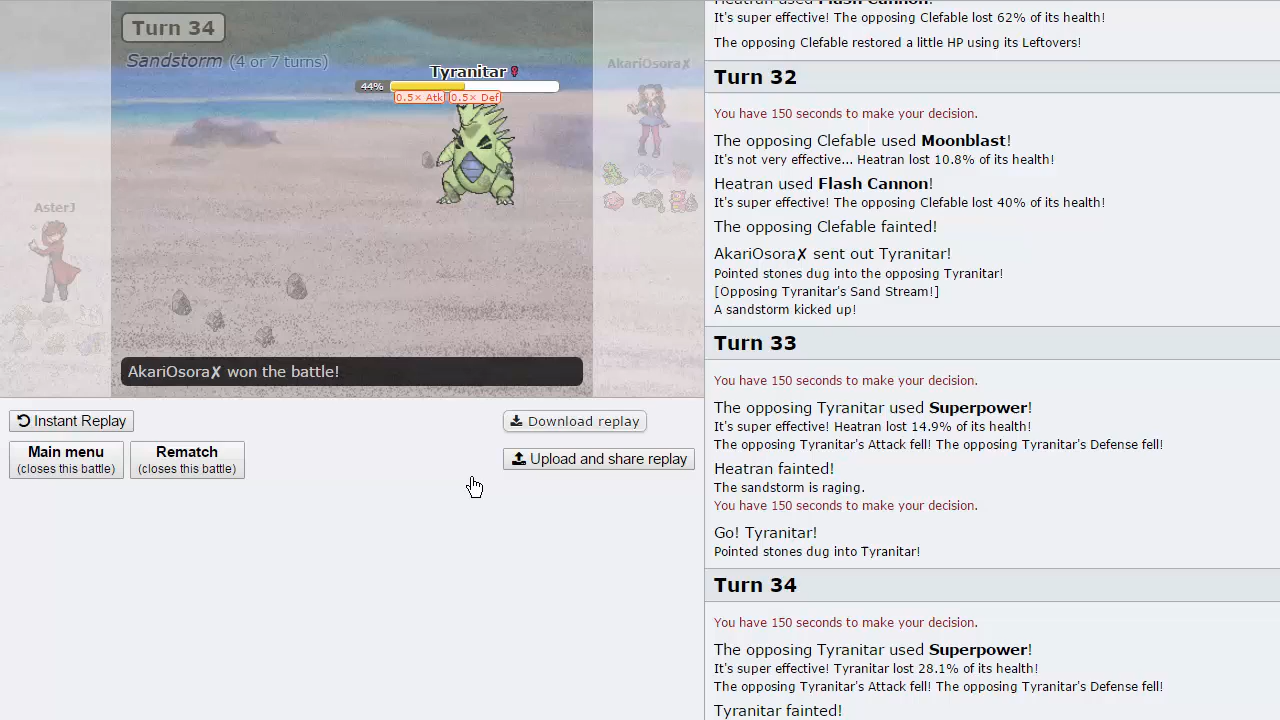 Turn 34
Sandstorm (4 or 7 turns)
Tyranitar
44%
0.5× Atk 0.5× Def
AkariOsora✗
AsterJ
AkariOsora✗ won the battle!
Instant Replay
Download replay
Main menu
(closes this battle)
Rematch
(closes this battle)
Upload and share replay
Heatran used Flash Cannon!
It's super effective! The opposing Clefable lost 62% of its health!
The opposing Clefable restored a little HP using its Leftovers!
Turn 32
You have 150 seconds to make your decision.
The opposing Clefable used Moonblast!
It's not very effective... Heatran lost 10.8% of its health!
Heatran used Flash Cannon!
It's super effective! The opposing Clefable lost 40% of its health!
The opposing Clefable fainted!
AkariOsora✗ sent out Tyranitar!
Pointed stones dug into the opposing Tyranitar!
[Opposing Tyranitar's Sand Stream!]
A sandstorm kicked up!
Turn 33
You have 150 seconds to make your decision.
The opposing Tyranitar used Superpower!
It's super effective! Heatran lost 14.9% of its health!
The opposing Tyranitar's Attack fell! The opposing Tyranitar's Defense fell!
Heatran fainted!
The sandstorm is raging.
You have 150 seconds to make your decision.
Go! Tyranitar!
Pointed stones dug into Tyranitar!
Turn 34
You have 150 seconds to make your decision.
The opposing Tyranitar used Superpower!
It's super effective! Tyranitar lost 28.1% of its health!
The opposing Tyranitar's Attack fell! The opposing Tyranitar's Defense fell!
Tyranitar fainted!